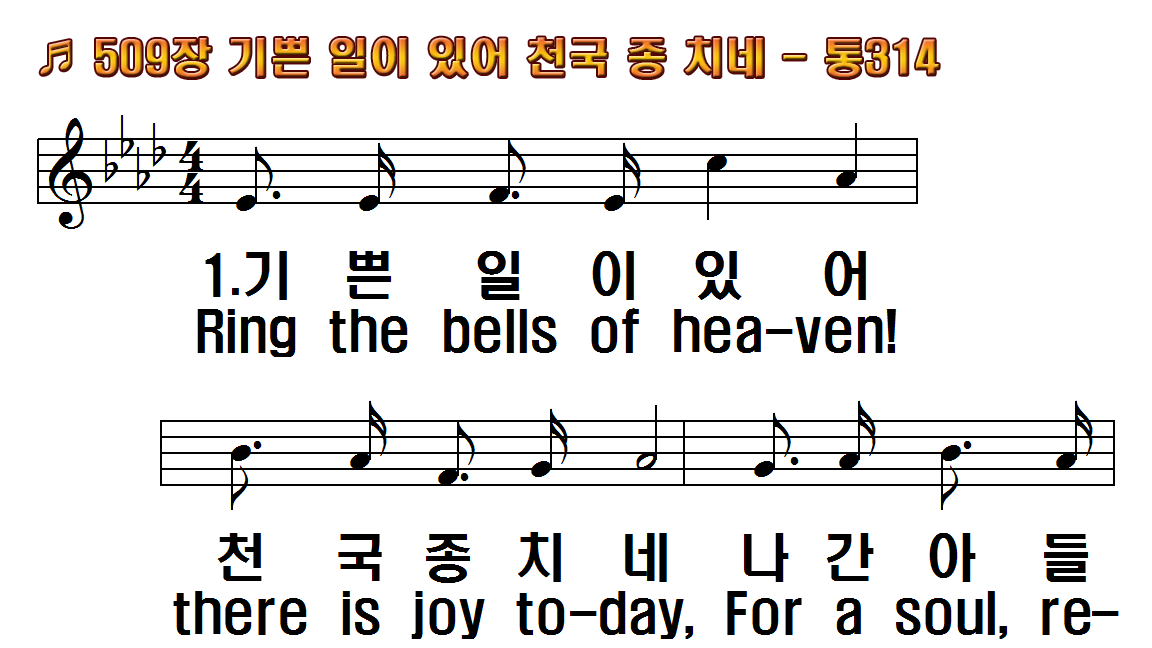 ♬ 509장 기쁜 일이 있어 천국 종 치네 - 통314
4
4
1.기 쁜 일 이 있 어
Ring the bells of hea-ven!
천 국 종 치 네 나 간 아 들
there is joy to-day, For a soul, re-